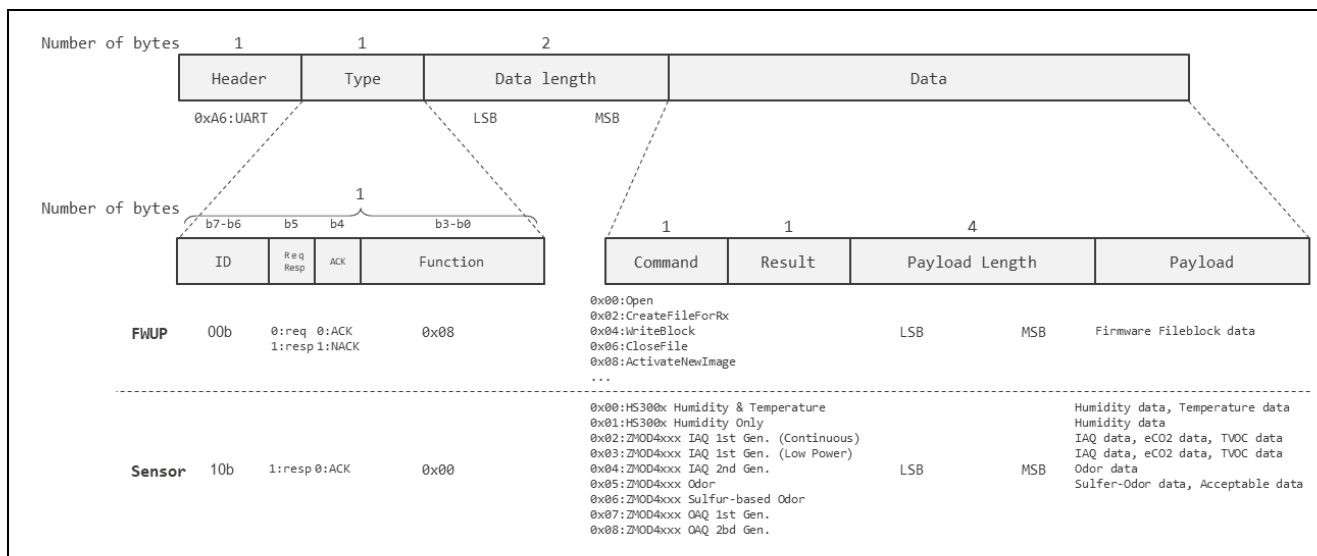 Number of bytes 1 1 2
Header Type Data length Data
0xA6:UART LSB MSB
1
Number of bytes
b7-b6 b5 b4 b3-b0 1 1 4
ID Req Resp ACK Function Command Result Payload Length Payload
0x00:Open
0x02:CreateFileForRx
FWUP 00b 0:req 0:ACK 0x08 0x04:WriteBlock LSB MSB Firmware Fileblock data
1:resp 1:NACK 0x06:CloseFile
0x08:ActivateNewImage
...
0x00:HS300x Humidity & Temperature Humidity data, Temperature data
0x01:HS300x Humidity Only Humidity data
0x02:ZMOD4xxx IAQ 1st Gen. (Continuous) IAQ data, eCO2 data, TVOC data
0x03:ZMOD4xxx IAQ 1st Gen. (Low Power) IAQ data, eCO2 data, TVOC data
Sensor 10b 1:resp 0:ACK 0x00 0x04:ZMOD4xxx IAQ 2nd Gen. LSB MSB Odor data
0x05:ZMOD4xxx Odor Sulfer-Odor data, Acceptable data
0x06:ZMOD4xxx Sulfur-based Odor
0x07:ZMOD4xxx OAQ 1st Gen.
0x08:ZMOD4xxx OAQ 2bd Gen.